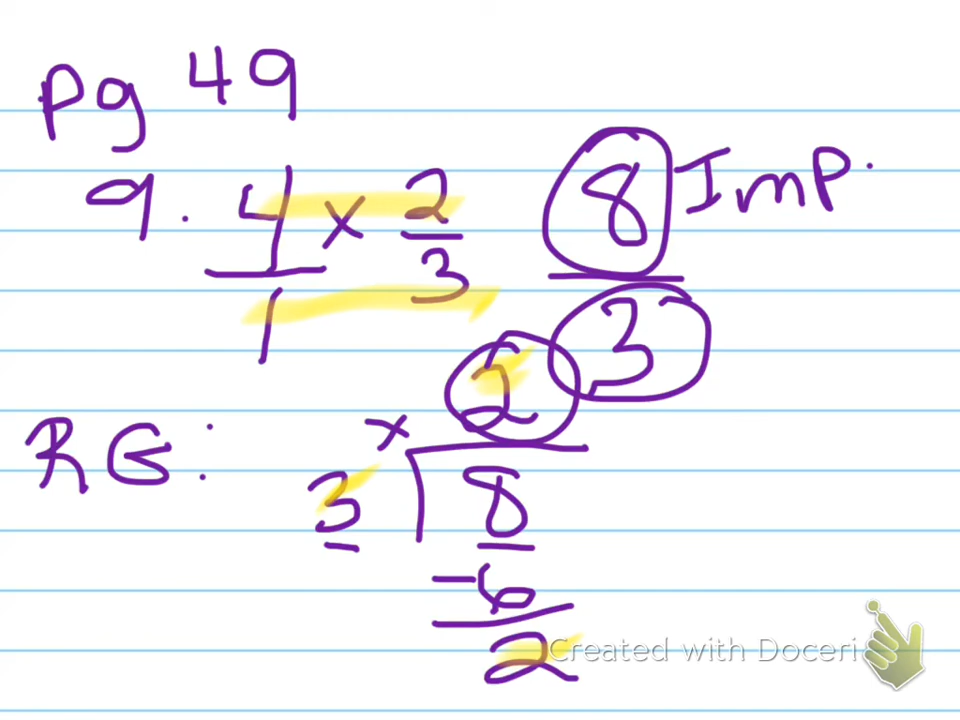 pg 49
9. 4/1 x 2/3 8/3 Imp.
RG:
x 2
3 8
-6
2
Created with Doceri